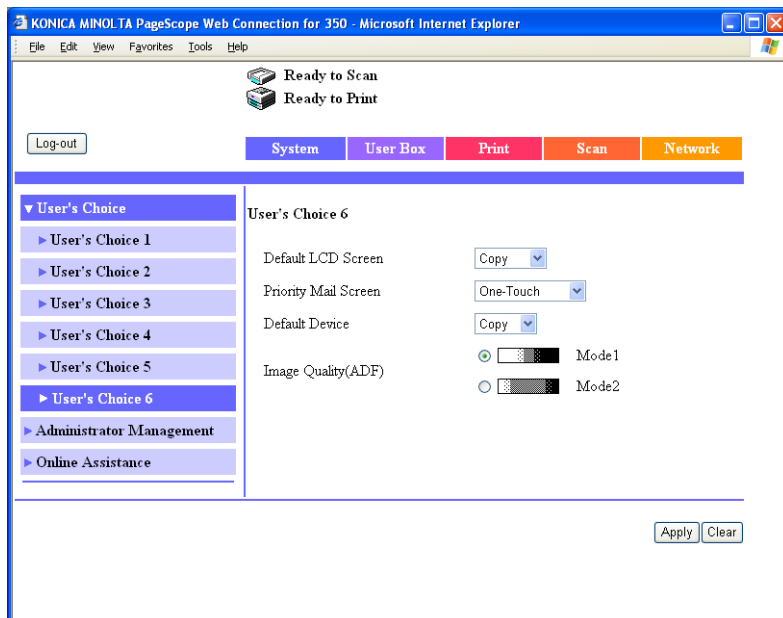 KONICA MINOLTA PageScope Web Connection for 350 - Microsoft Internet Explorer
File Edit View Favorites Tools Help
Ready to Scan
Ready to Print
Log-out
System User Box Print Scan Network
User's Choice
User's Choice 1
User's Choice 2
User's Choice 3
User's Choice 4
User's Choice 5
User's Choice 6
Administrator Management
Online Assistance
User's Choice 6
Default LCD Screen Copy
Priority Mail Screen One-Touch
Default Device Copy
Image Quality(ADF)
Mode1
Mode2
Apply Clear